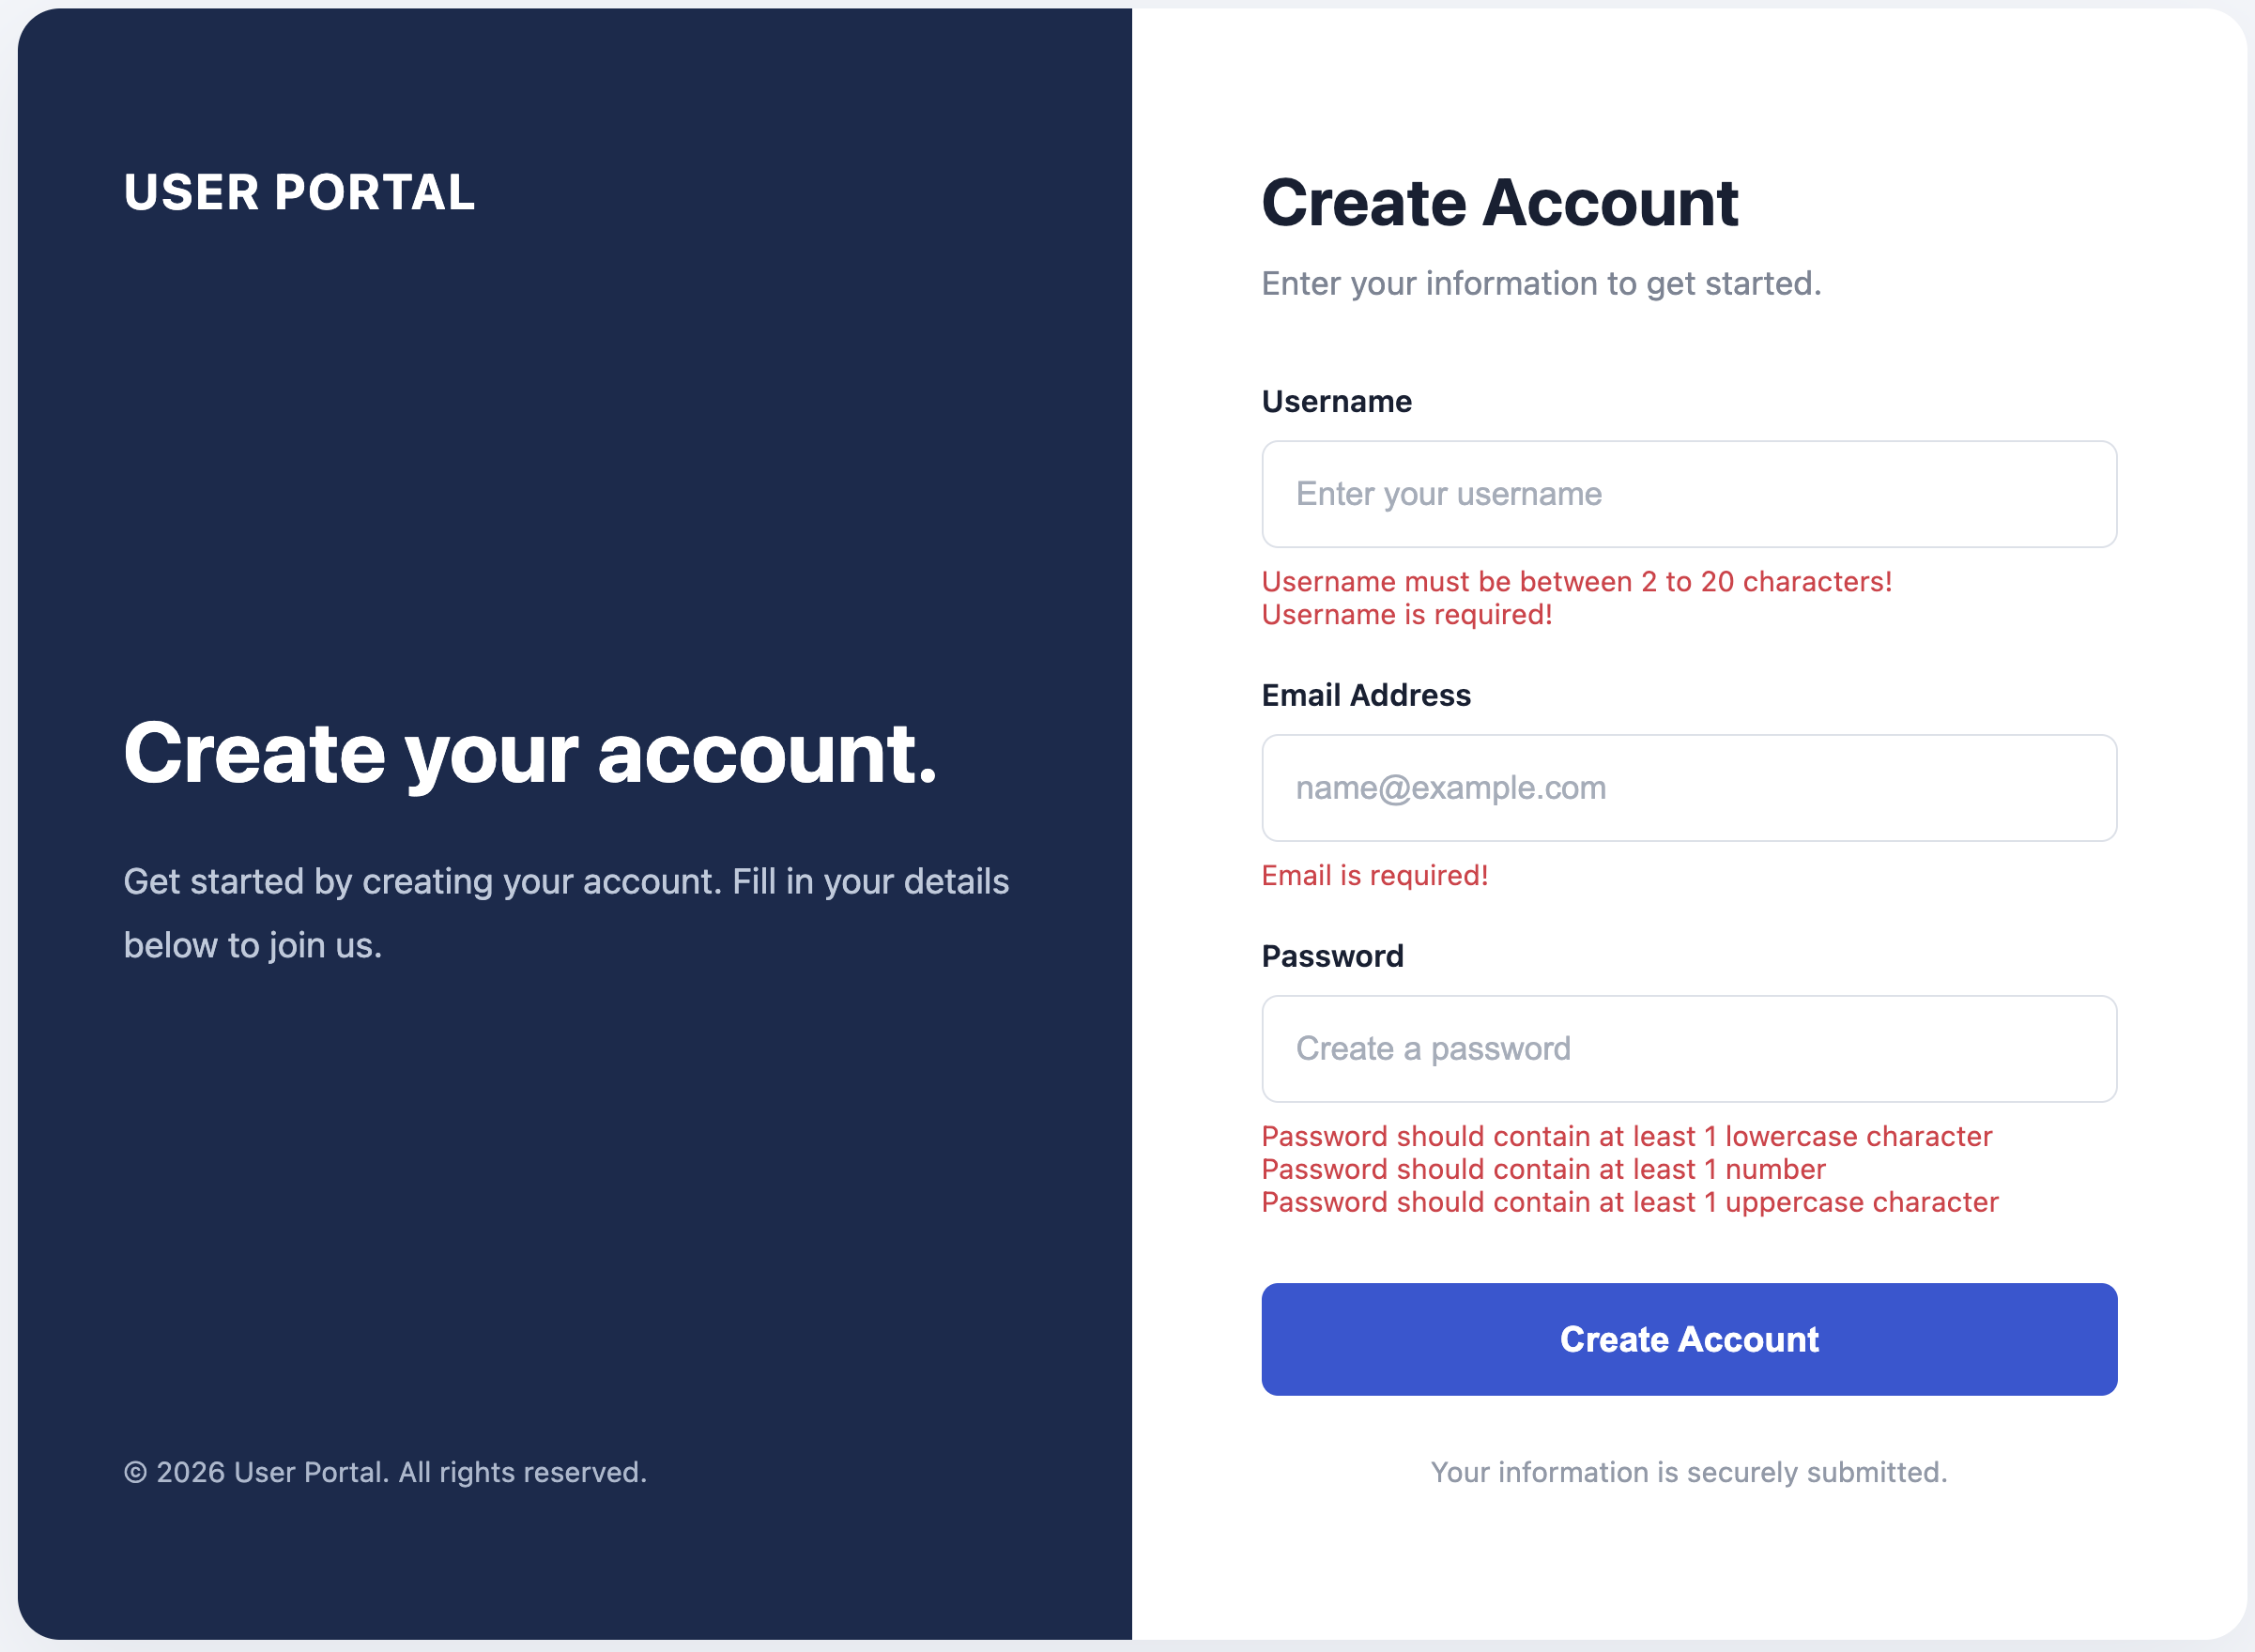 USER PORTAL
Create your account.
Get started by creating your account. Fill in your details
below to join us.
© 2026 User Portal. All rights reserved.
Create Account
Enter your information to get started.
Username
Enter your username
Username must be between 2 to 20 characters!
Username is required!
Email Address
name@example.com
Email is required!
Password
Create a password
Password should contain at least 1 lowercase character
Password should contain at least 1 number
Password should contain at least 1 uppercase character
Create Account
Your information is securely submitted.